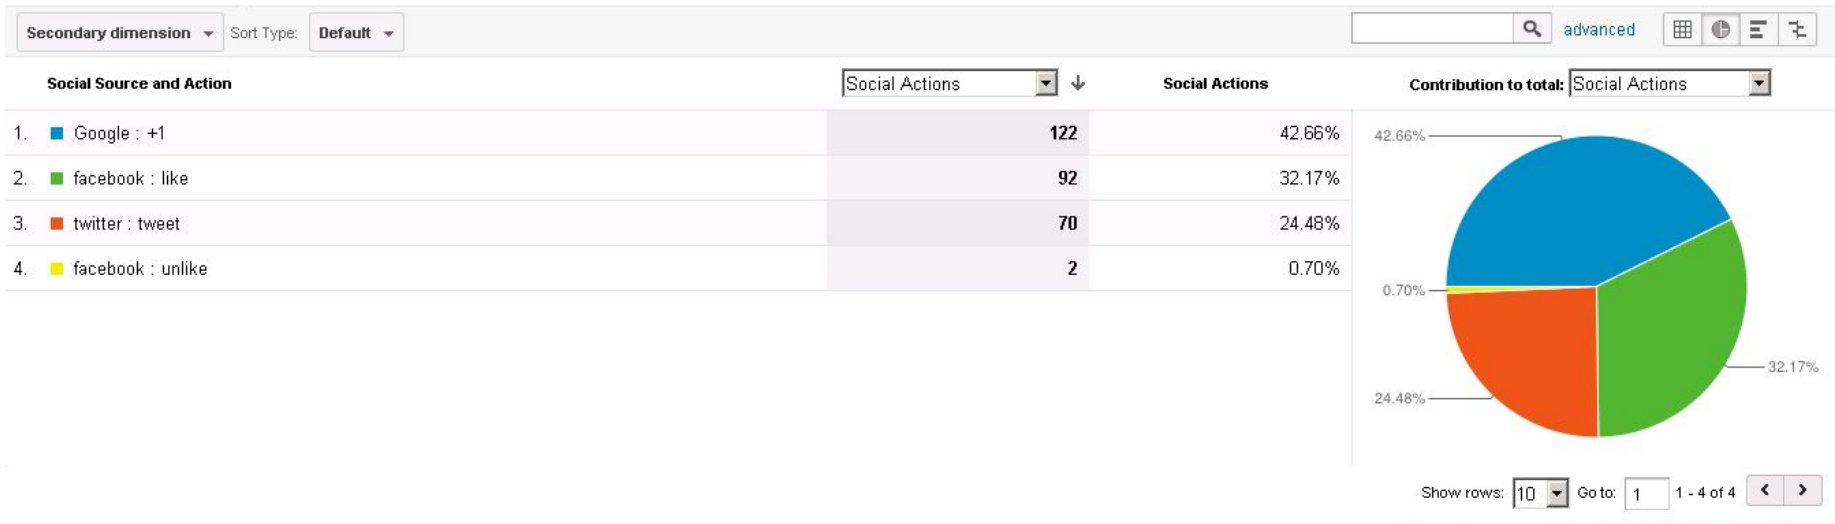 Secondary dimension Sort Type: Default advanced
Social Source and Action Social Actions Social Actions Contribution to total: Social Actions
1. Google : +1 122 42.66%
2. facebook : like 92 32.17%
3. twitter : tweet 70 24.48%
4. facebook : unlike 2 0.70%
42.66%
0.70%
32.17%
24.48%
Show rows: 10 Go to: 1 1 - 4 of 4